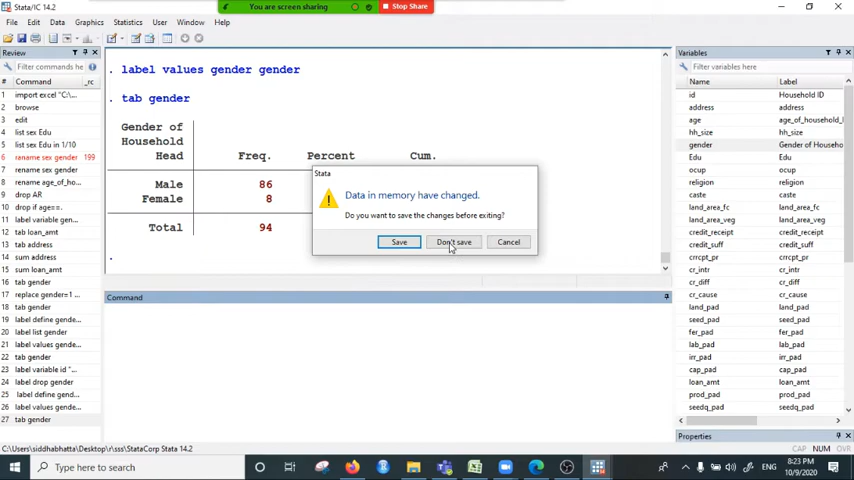 Stata/IC 14.2
You are screen sharing
Stop Share
File Edit Data Graphics Statistics User Window Help
Review
Filter commands he
# Command _rc
1 import excel "C:\...
2 browse
3 edit
4 list sex Edu
5 list sex Edu in 1/10
6 raname sex gender 199
7 rename sex gender
8 rename age_of_ho...
9 drop AR
10 drop if age==.
11 label variable gen...
12 tab loan_amt
13 tab address
14 sum address
15 sum loan_amt
16 tab gender
17 replace gender=1 ...
18 tab gender
19 label define gende...
20 label list gender
21 label values gende...
22 tab gender
23 label variable id "...
24 label drop gender
25 label define gend...
26 label values gende...
27 tab gender
. label values gender gender
. tab gender
Gender of
Household
Head Freq. Percent Cum.
Male 86
Female 8
Total 94
.
Stata
Data in memory have changed.
Do you want to save the changes before exiting?
Save Don't save Cancel
Command
Variables
Filter variables here
Name Label
id Household ID
address address
age age_of_household_
hh_size hh_size
gender Gender of Househo
Edu Edu
ocup ocup
religion religion
caste caste
land_area_fc land_area_fc
land_area_veg land_area_veg
credit_receipt credit_receipt
credit_suff credit_suff
crrcpt_pc crrcpt_pc
cr_intr cr_intr
cr_diff cr_diff
cr_cause cr_cause
land_pad land_pad
seed_pad seed_pad
fer_pad fer_pad
lab_pad lab_pad
irr_pad irr_pad
cap_pad cap_pad
loan_amt loan_amt
prod_pad prod_pad
seedq_pad seedq_pad
Properties
C:\Users\siddhabhatta\Desktop\r\sss\StataCorp Stata 14.2
CAP NUM OVR
Type here to search
ENG
8:23 PM
10/9/2020